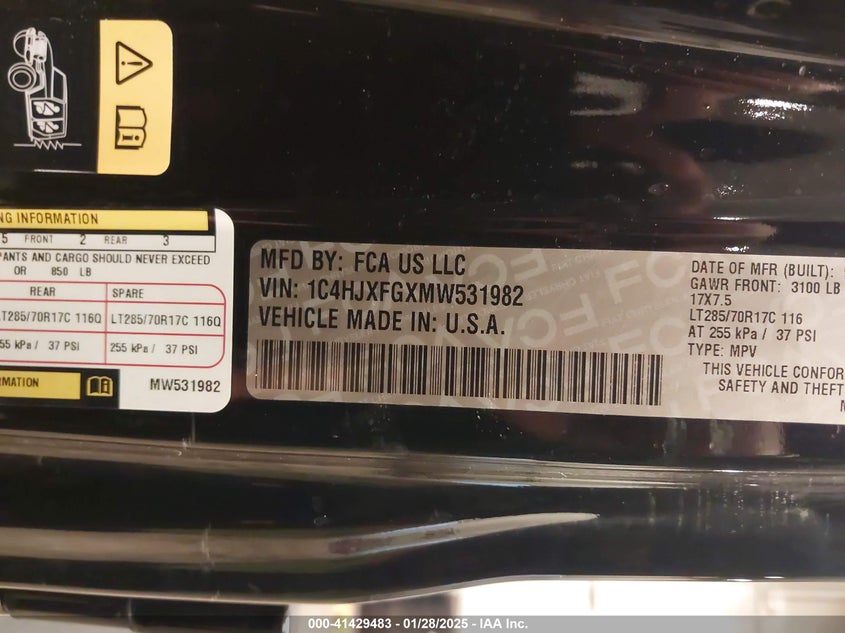 NG INFORMATION
5 FRONT 2 REAR 3
PANTS AND CARGO SHOULD NEVER EXCEED
OR 850 LB
REAR SPARE
LT285/70R17C 116Q LT285/70R17C 116Q
255 kPa / 37 PSi 255 kPa / 37 PSi
RMATION
MW531982
MFD BY: FCA US LLC
VIN: 1C4HJXFGXMW531982
VEHICLE MADE IN: U.S.A.
DATE OF MFR (BUILT):
GAWR FRONT: 3100 LB
17X7.5
LT285/70R17C 116
AT 255 kPa / 37 PSI
TYPE: MPV
THIS VEHICLE CONFOR
SAFETY AND THEFT
000-41429483 - 01/28/2025 - IAA Inc.